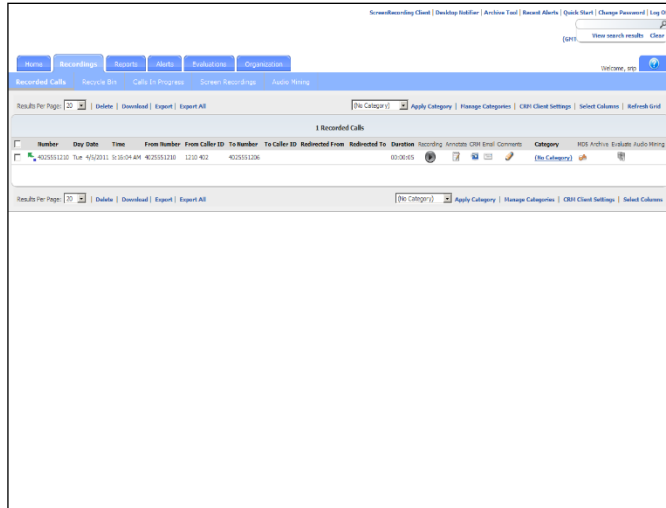 ScreenRecording Client | Desktop Notifier | Archive Tool | Recent Alerts | Quick Start | Change Password | Log O
(GMT View search results Clear
Home Recordings Reports Alerts Evaluations Organization
Welcome, srip
Recorded Calls Recycle Bin Calls In Progress Screen Recordings Audio Mining
Results Per Page: 20 | Delete | Download | Export | Export All (No Category) Apply Category | Manage Categories | CRM Client Settings | Select Columns | Refresh Grid
1 Recorded Calls
Number Day Date Time From Number From Caller ID To Number To Caller ID Redirected From Redirected To Duration Recording Annotate CRM Email Comments Category MDS Archive Evaluate Audio Mining
4025551210 Tue 4/5/2011 9:16:04 AM 4025551210 1210 402 4025551206 00:00:05 (No Category)
Results Per Page: 20 | Delete | Download | Export | Export All (No Category) Apply Category | Manage Categories | CRM Client Settings | Select Columns